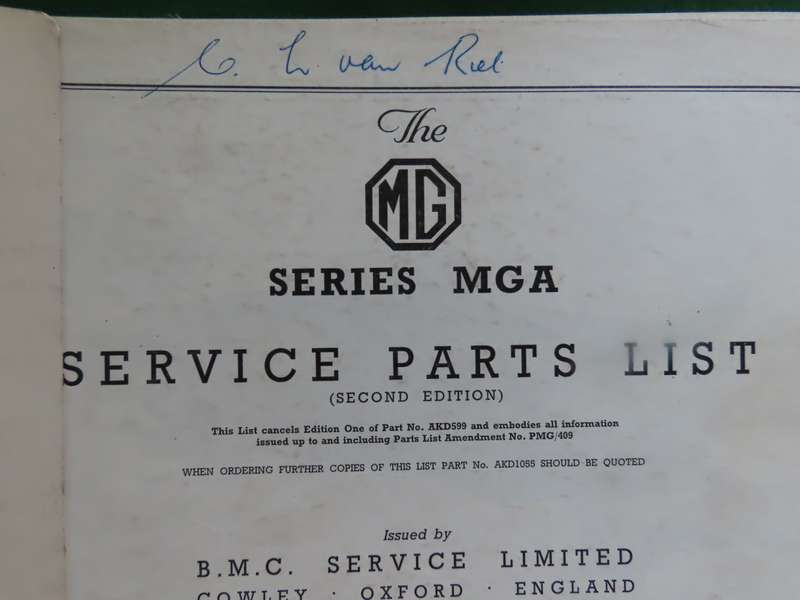 C. L. van Riel
The
MG
SERIES MGA
SERVICE PARTS LIST
(SECOND EDITION)
This List cancels Edition One of Part No. AKD599 and embodies all information
issued up to and including Parts List Amendment No. PMG/409
WHEN ORDERING FURTHER COPIES OF THIS LIST PART No. AKD1055 SHOULD BE QUOTED
Issued by
B.M.C. SERVICE LIMITED
COWLEY · OXFORD · ENGLAND